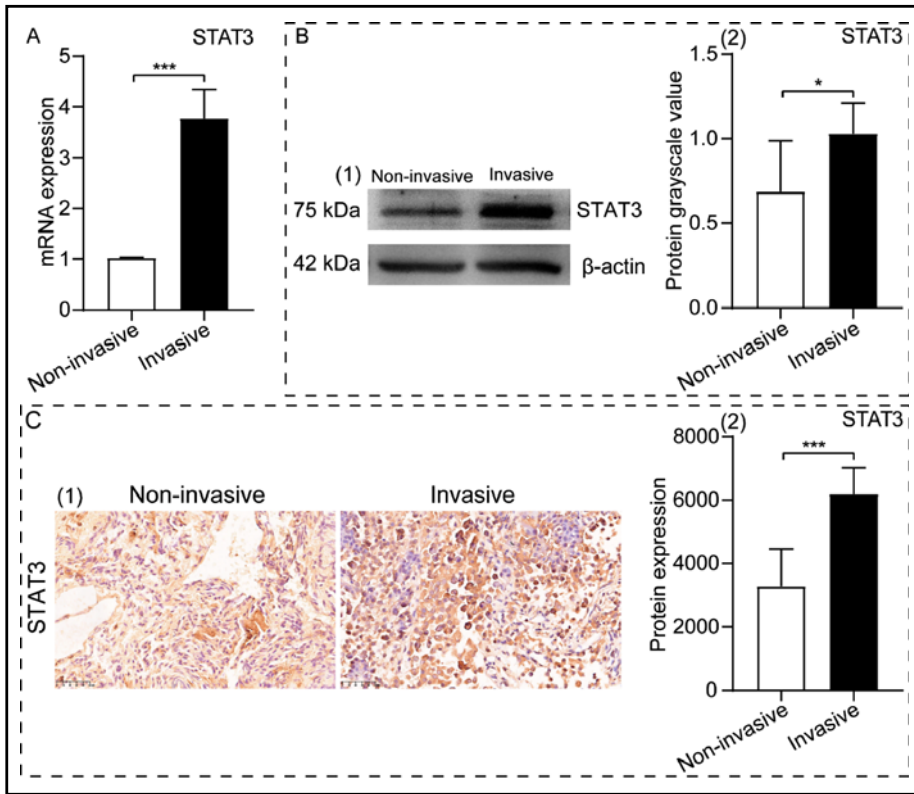 A
STAT3
***
mRNA expression
5
4
3
2
1
0
Non-invasive
Invasive
B
(1)
Non-invasive Invasive
75 kDa
STAT3
42 kDa
β-actin
(2)
STAT3
*
Protein grayscale value
1.5
1.0
0.5
0.0
Non-invasive
Invasive
C
(1)
Non-invasive
Invasive
STAT3
(2)
STAT3
***
Protein expression
8000
6000
4000
2000
0
Non-invasive
Invasive